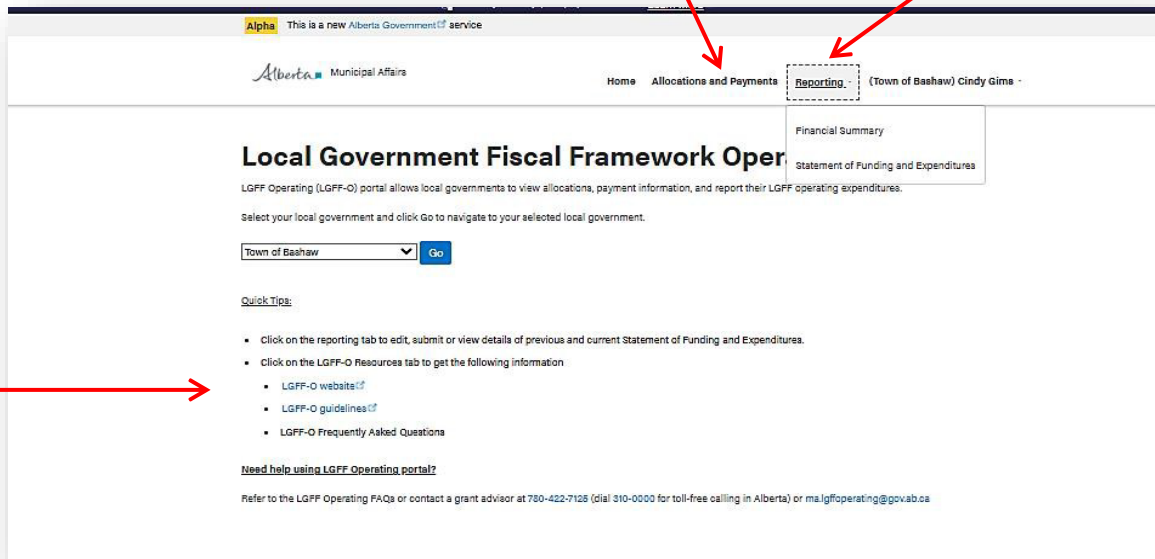 Alpha This is a new Alberta Government service
Alberta Municipal Affairs
Home Allocations and Payments Reporting (Town of Bashaw) Cindy Gims
Financial Summary
Statement of Funding and Expenditures
Local Government Fiscal Framework Oper
LGFF Operating (LGFF-O) portal allows local governments to view allocations, payment information, and report their LGFF operating expenditures.
Select your local government and click Go to navigate to your selected local government.
Town of Bashaw Go
Quick Tips:
Click on the reporting tab to edit, submit or view details of previous and current Statement of Funding and Expenditures.
Click on the LGFF-O Resources tab to get the following information
LGFF-O website
LGFF-O guidelines
LGFF-O Frequently Asked Questions
Need help using LGFF Operating portal?
Refer to the LGFF Operating FAQs or contact a grant advisor at 780-422-7125 (dial 310-0000 for toll-free calling in Alberta) or ma.lgffoperating@gov.ab.ca